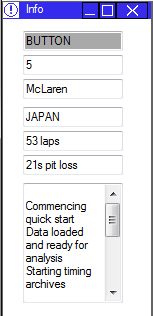 Info
BUTTON
5
McLaren
JAPAN
53 laps
21s pit loss
Commencing
quick start
Data loaded
and ready for
analysis
Starting timing
archives